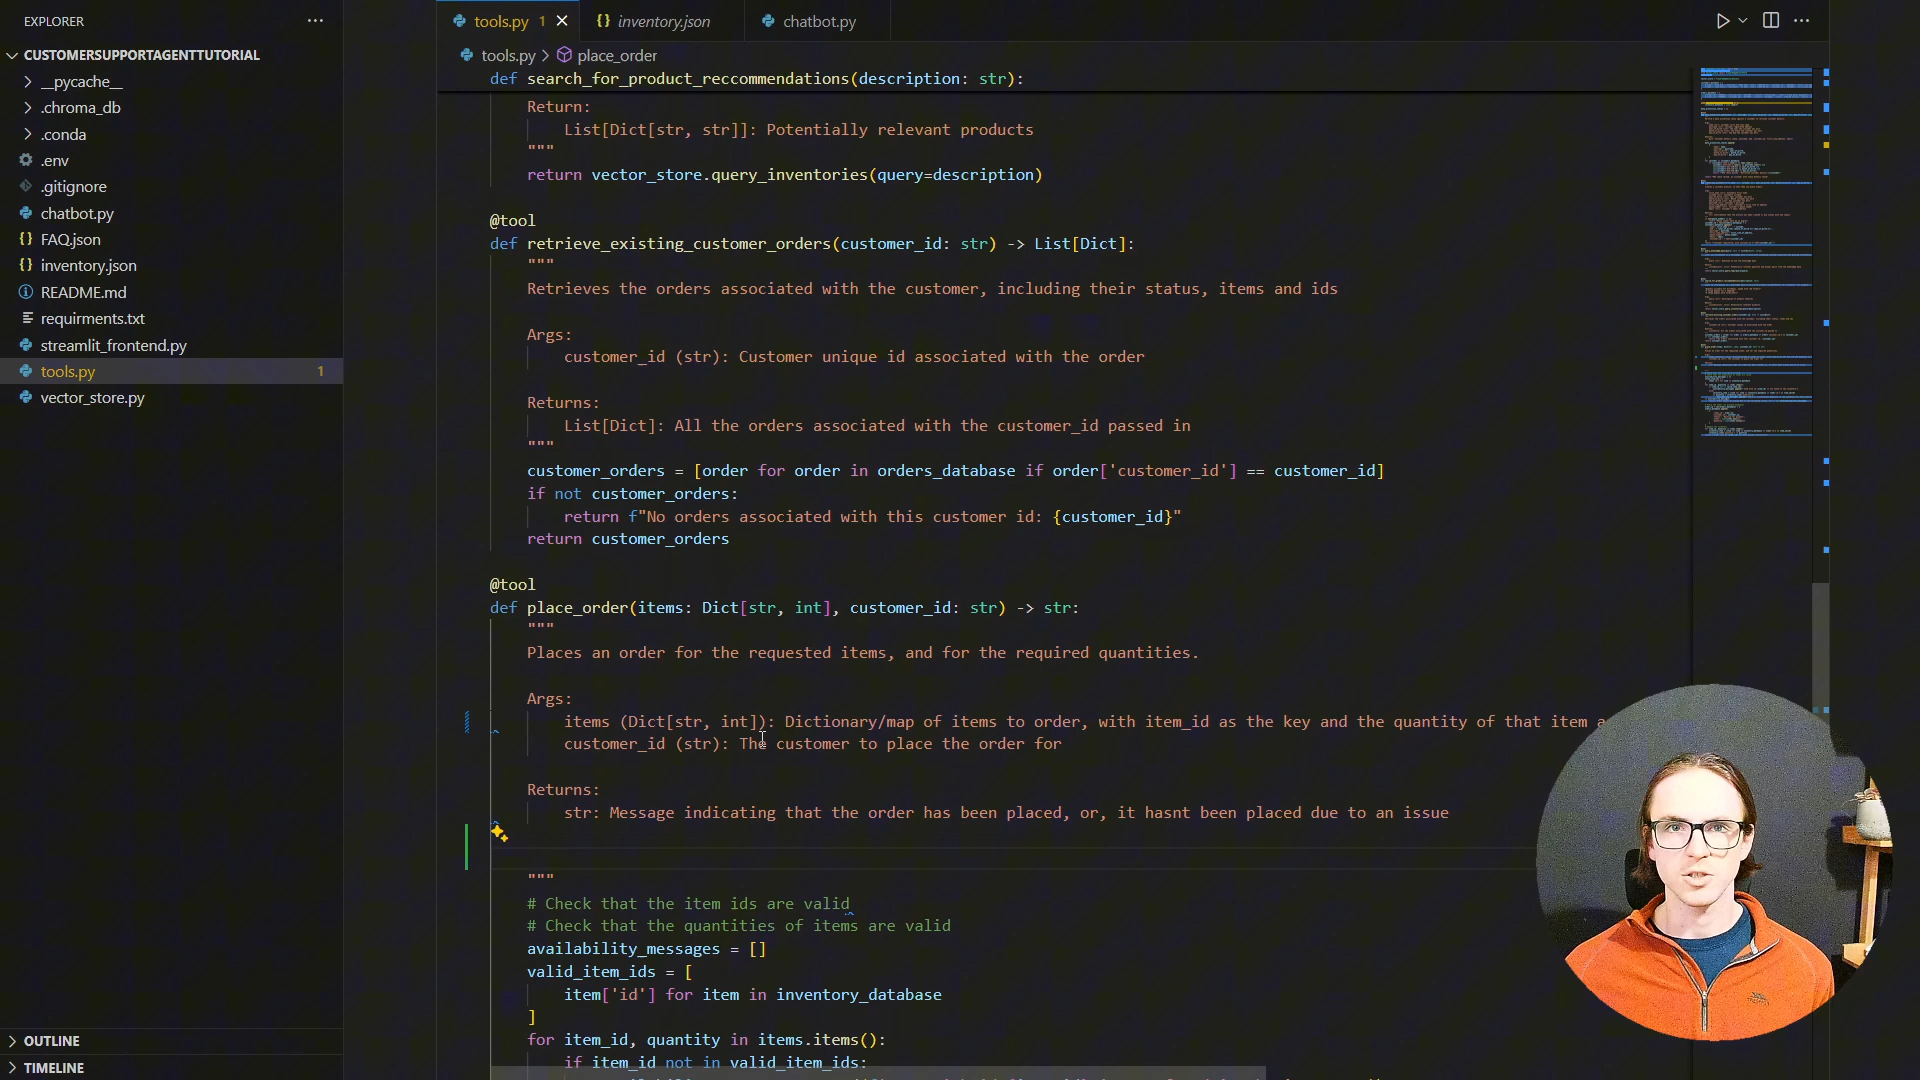 EXPLORER
CUSTOMERSUPPORTAGENTTUTORIAL
__pycache__
.chroma_db
.conda
.env
.gitignore
chatbot.py
FAQ.json
inventory.json
README.md
requirments.txt
streamlit_frontend.py
tools.py 1
vector_store.py
OUTLINE
TIMELINE
tools.py 1
inventory.json
chatbot.py
tools.py > place_order
def search_for_product_reccommendations(description: str):
Return:
List[Dict[str, str]]: Potentially relevant products
"""
return vector_store.query_inventories(query=description)
@tool
def retrieve_existing_customer_orders(customer_id: str) -> List[Dict]:
"""
Retrieves the orders associated with the customer, including their status, items and ids
Args:
customer_id (str): Customer unique id associated with the order
Returns:
List[Dict]: All the orders associated with the customer_id passed in
"""
customer_orders = [order for order in orders_database if order['customer_id'] == customer_id]
if not customer_orders:
return f"No orders associated with this customer id: {customer_id}"
return customer_orders
@tool
def place_order(items: Dict[str, int], customer_id: str) -> str:
"""
Places an order for the requested items, and for the required quantities.
Args:
items (Dict[str, int]): Dictionary/map of items to order, with item_id as the key and the quantity of that item a
customer_id (str): The customer to place the order for
Returns:
str: Message indicating that the order has been placed, or, it hasnt been placed due to an issue
"""
# Check that the item ids are valid
# Check that the quantities of items are valid
availability_messages = []
valid_item_ids = [
item['id'] for item in inventory_database
]
for item_id, quantity in items.items():
if item_id not in valid_item_ids: